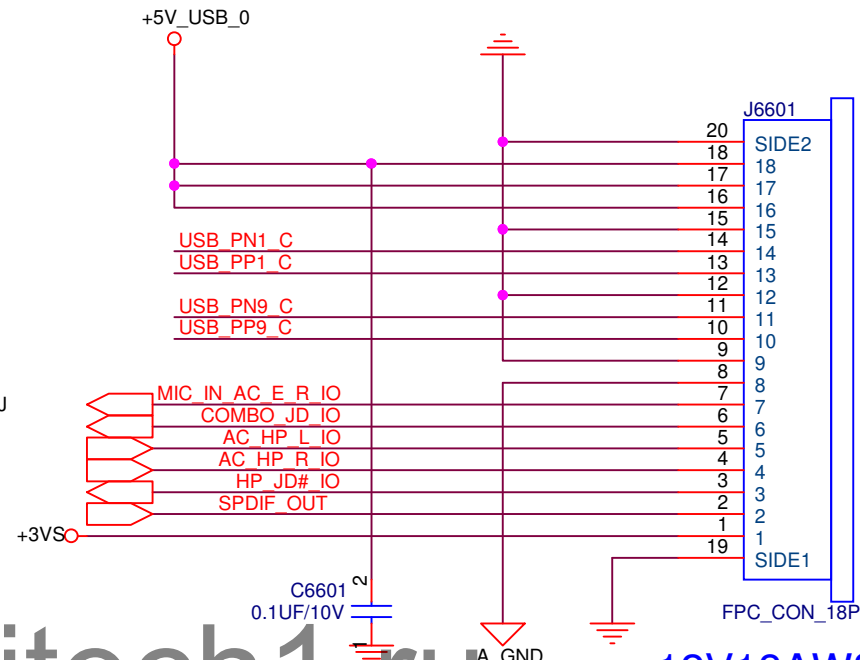 +5V_USB_0
J6601
20
SIDE2
18
18
17
17
16
16
15
15
USB_PN1_C
14
14
USB_PP1_C
13
13
12
12
USB_PN9_C
11
11
USB_PP9_C
10
10
9
9
8
8
MIC_IN_AC_E_R_IO
7
7
COMBO_JD_IO
6
6
AC_HP_L_IO
5
5
AC_HP_R_IO
4
4
HP_JD#_IO
3
3
SPDIF_OUT
2
2
+3VS
1
1
19
SIDE1
C6601
2
0.1UF/10V
1
FPC_CON_18P
A_GND